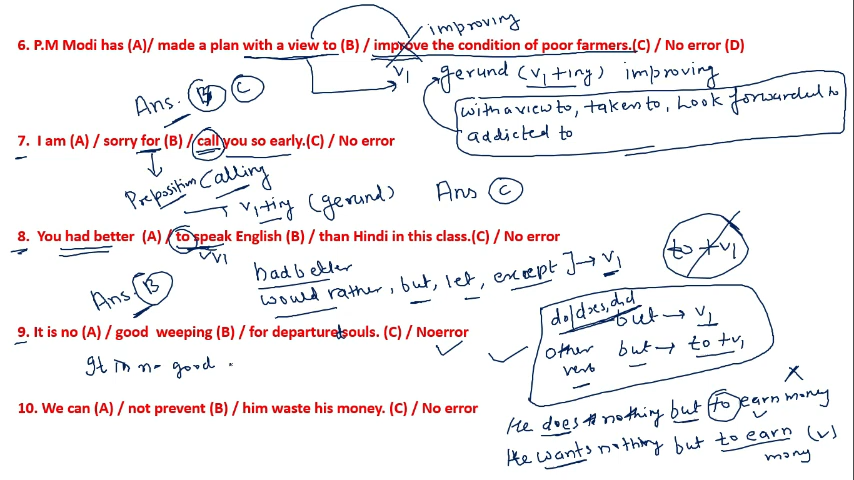 improving
6. P.M Modi has (A)/ made a plan with a view to (B) / improve the condition of poor farmers.(C) / No error (D)
V1 gerund (V1+ing) improving
Ans. B C
with a view to, taken to, Look forwarded to
addicted to
7. I am (A) / sorry for (B) / call you so early.(C) / No error
Preposition Calling
V1+ing (gerund) Ans C
8. You had better (A) / to speak English (B) / than Hindi in this class.(C) / No error
V1
to + V1
Ans. B
had better
would rather, but, let, except ] → V1
do/does, did
but → V1
9. It is no (A) / good weeping (B) / for departure souls. (C) / Noerror
other
verb but → to + V1
It is no good
10. We can (A) / not prevent (B) / him waste his money. (C) / No error
He does nothing but to earn money X
He wants nothing but to earn (V)
mony